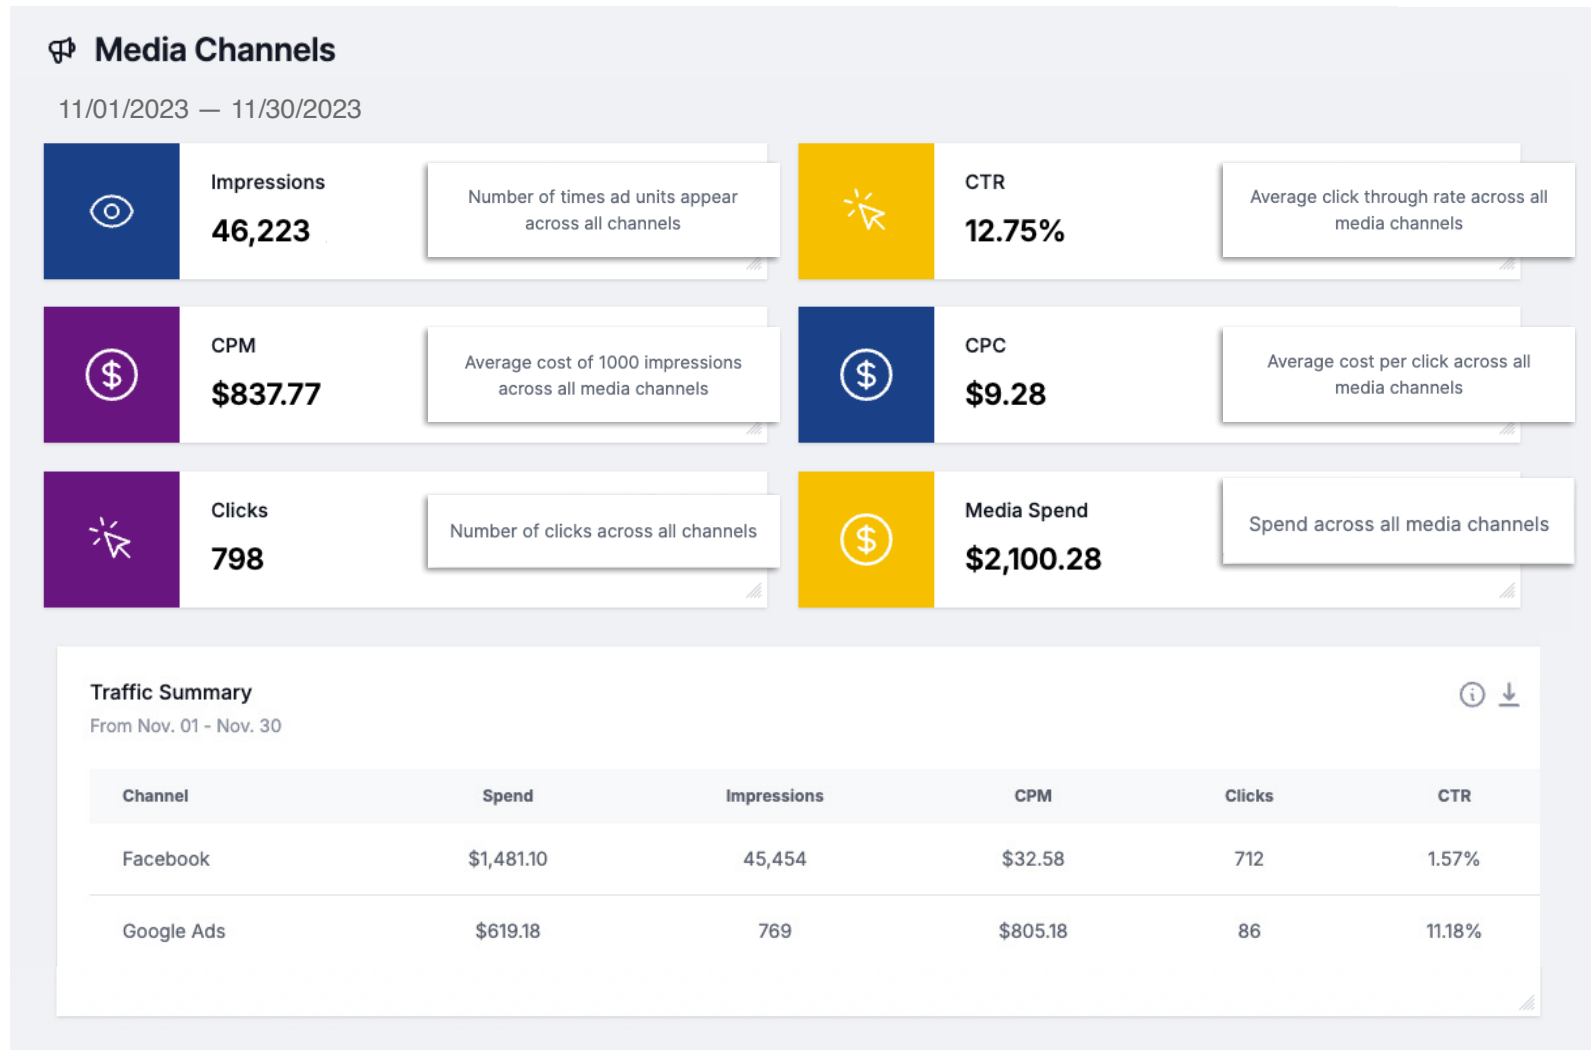 Media Channels
11/01/2023 — 11/30/2023
Impressions
46,223
Number of times ad units appear
across all channels
CTR
12.75%
Average click through rate across all
media channels
CPM
$837.77
Average cost of 1000 impressions
across all media channels
CPC
$9.28
Average cost per click across all
media channels
Clicks
798
Number of clicks across all channels
Media Spend
$2,100.28
Spend across all media channels
Traffic Summary
From Nov. 01 - Nov. 30
Channel Spend Impressions CPM Clicks CTR
Facebook $1,481.10 45,454 $32.58 712 1.57%
Google Ads $619.18 769 $805.18 86 11.18%